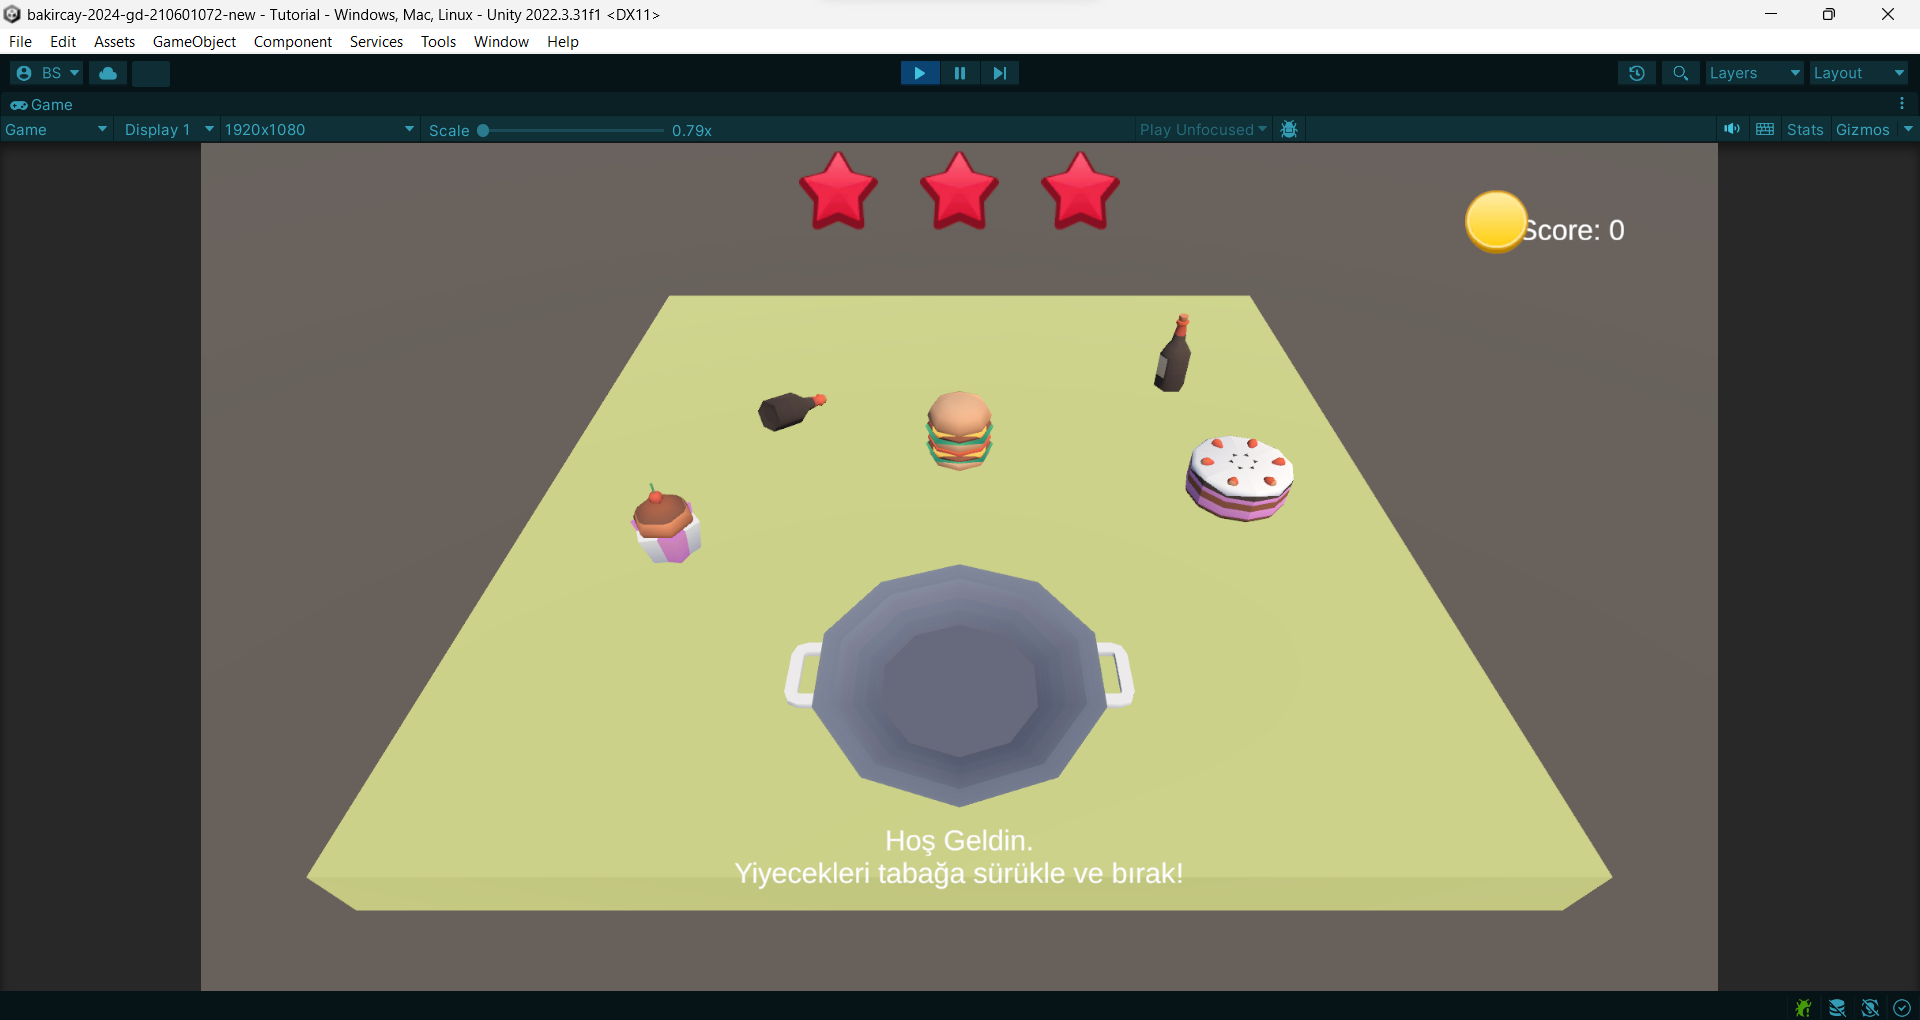 bakircay-2024-gd-210601072-new - Tutorial - Windows, Mac, Linux - Unity 2022.3.31f1 <DX11>
File Edit Assets GameObject Component Services Tools Window Help
BS Layers Layout
Game
Game Display 1 1920x1080 Scale 0.79x Play Unfocused Stats Gizmos
Score: 0
Hoş Geldin.
Yiyecekleri tabağa sürükle ve bırak!